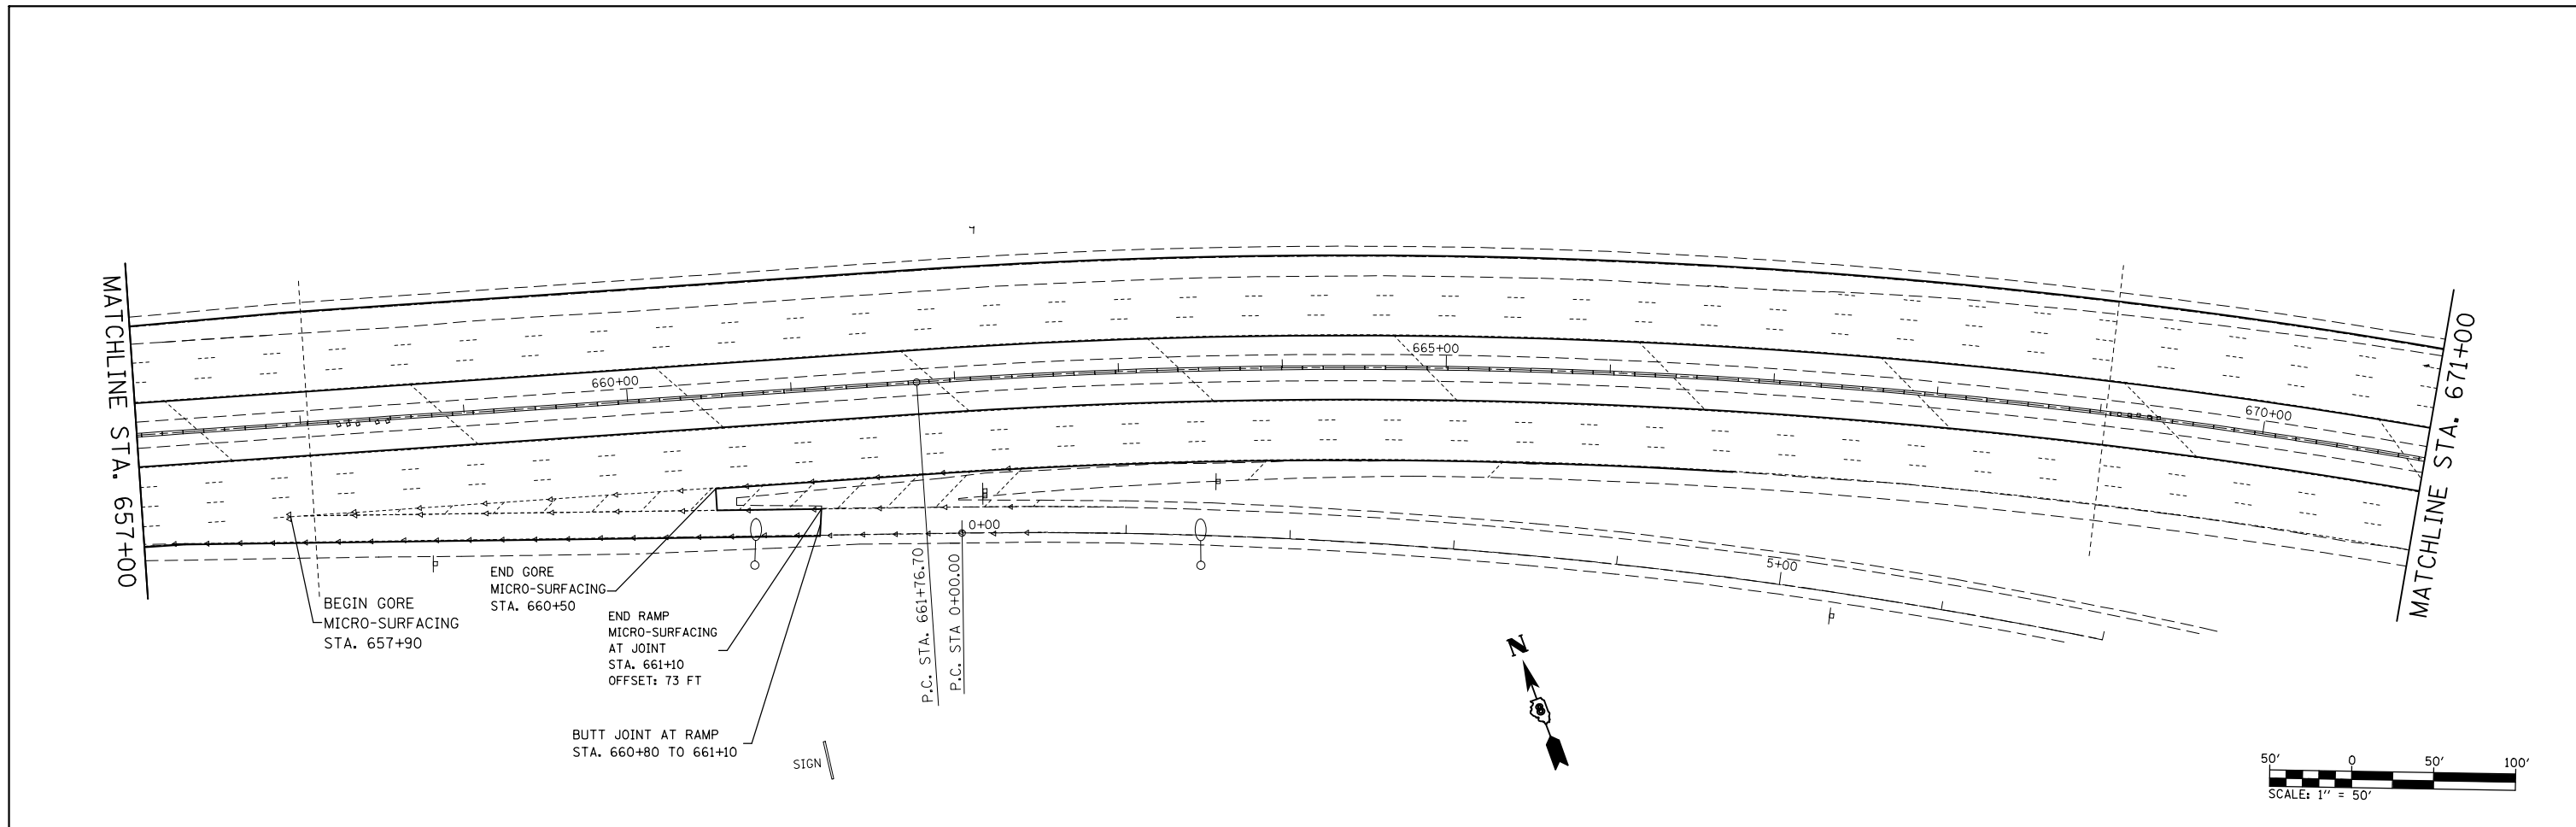 MATCHLINE STA. 657+00
660+00
665+00
670+00
MATCHLINE STA. 671+00
0+00
5+00
BEGIN GORE
MICRO-SURFACING
STA. 657+90
END GORE
MICRO-SURFACING
STA. 660+50
END RAMP
MICRO-SURFACING
AT JOINT
STA. 661+10
OFFSET: 73 FT
BUTT JOINT AT RAMP
STA. 660+80 TO 661+10
P.C. STA. 661+76.70
P.C. STA 0+00.00
SIGN
N
8
50' 0 50' 100'
SCALE: 1" = 50'